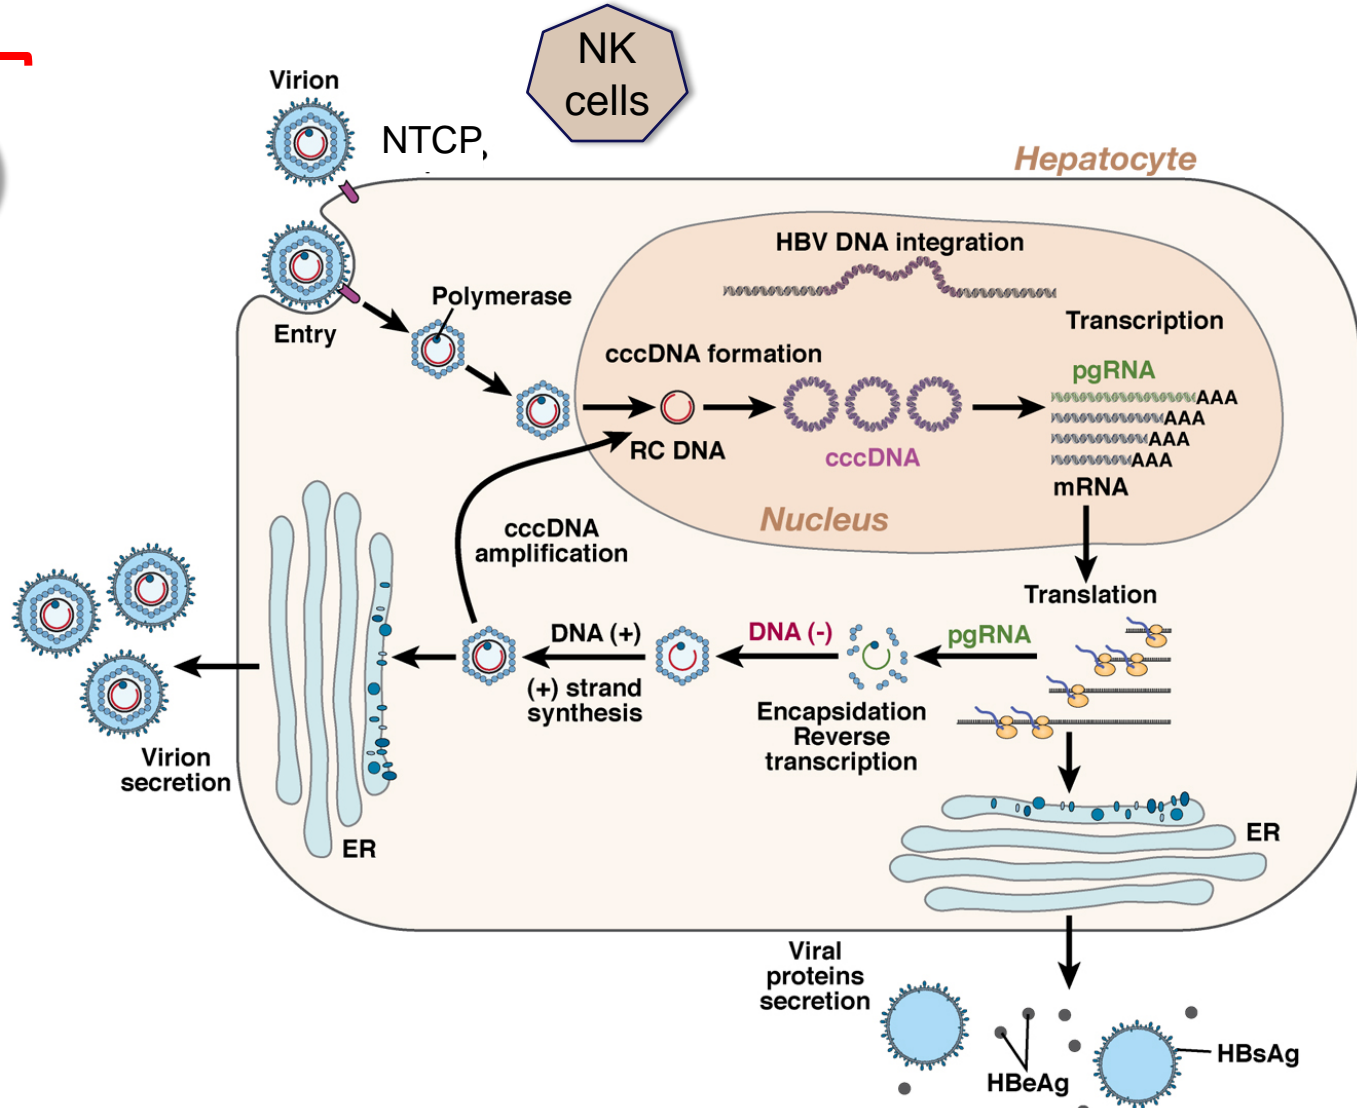 NK
cells
Virion
NTCP,
Hepatocyte
HBV DNA integration
Polymerase
Transcription
Entry
cccDNA formation
pgRNA
AAA
AAA
AAA
AAA
RC DNA
cccDNA
mRNA
Nucleus
cccDNA
amplification
Translation
DNA (+)
DNA (-)
pgRNA
(+) strand
synthesis
Encapsidation
Reverse
transcription
Virion
secretion
ER
ER
Viral
proteins
secretion
HBeAg
HBsAg